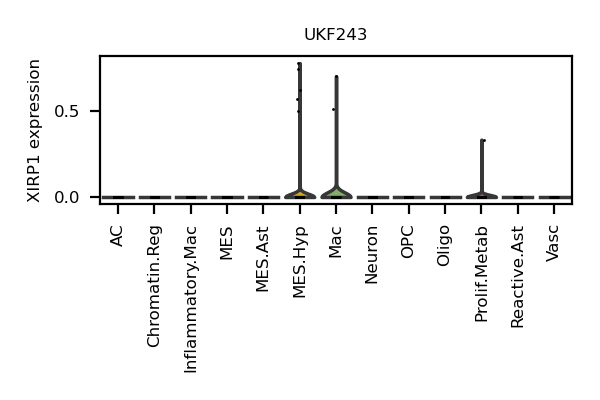 UKF243
XIRP1 expression
0.5
0.0
AC
Chromatin.Reg
Inflammatory.Mac
MES
MES.Ast
MES.Hyp
Mac
Neuron
OPC
Oligo
Prolif.Metab
Reactive.Ast
Vasc